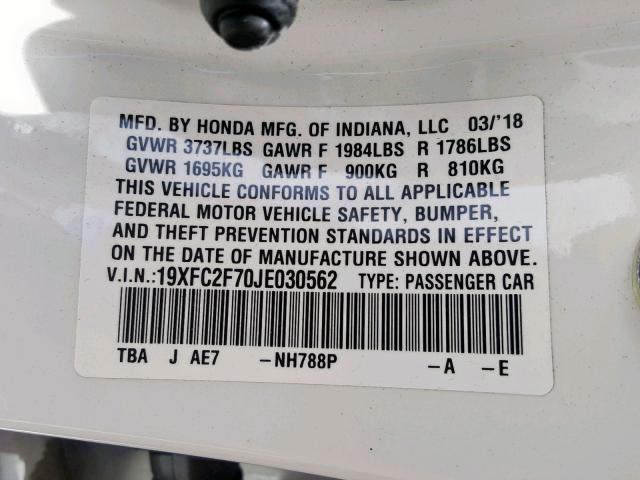 MFD. BY HONDA MFG. OF INDIANA, LLC 03/'18
GVWR 3737LBS GAWR F 1984LBS R 1786LBS
GVWR 1695KG GAWR F 900KG R 810KG
THIS VEHICLE CONFORMS TO ALL APPLICABLE
FEDERAL MOTOR VEHICLE SAFETY, BUMPER,
AND THEFT PREVENTION STANDARDS IN EFFECT
ON THE DATE OF MANUFACTURE SHOWN ABOVE.
V.I.N.:19XFC2F70JE030562 TYPE: PASSENGER CAR
TBA J AE7 –NH788P –A –E